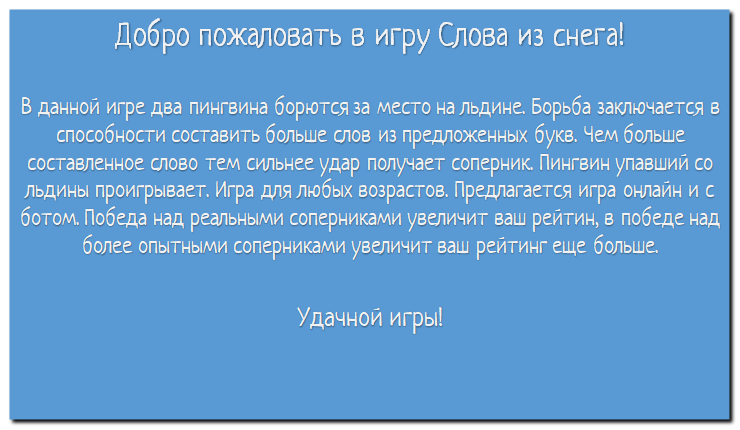 Добро пожаловать в игру Слова из снега!
В данной игре два пингвина борются за место на льдине. Борьба заключается в
способности составить больше слов из предложенных букв. Чем больше
составленное слово тем сильнее удар получает соперник. Пингвин упавший со
льдины проигрывает. Игра для любых возрастов. Предлагается игра онлайн и с
ботом. Победа над реальными соперниками увеличит ваш рейтин, в победе над
более опытными соперниками увеличит ваш рейтинг еще больше.
Удачной игры!